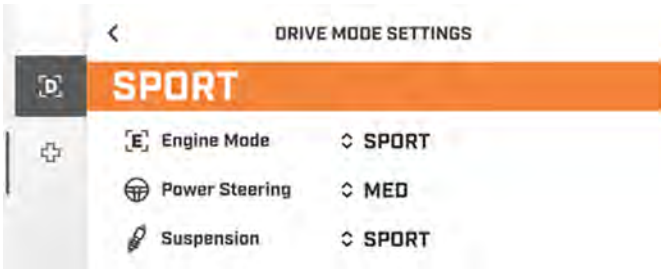 DRIVE MODE SETTINGS
D
SPORT
E Engine Mode SPORT
Power Steering MED
Suspension SPORT